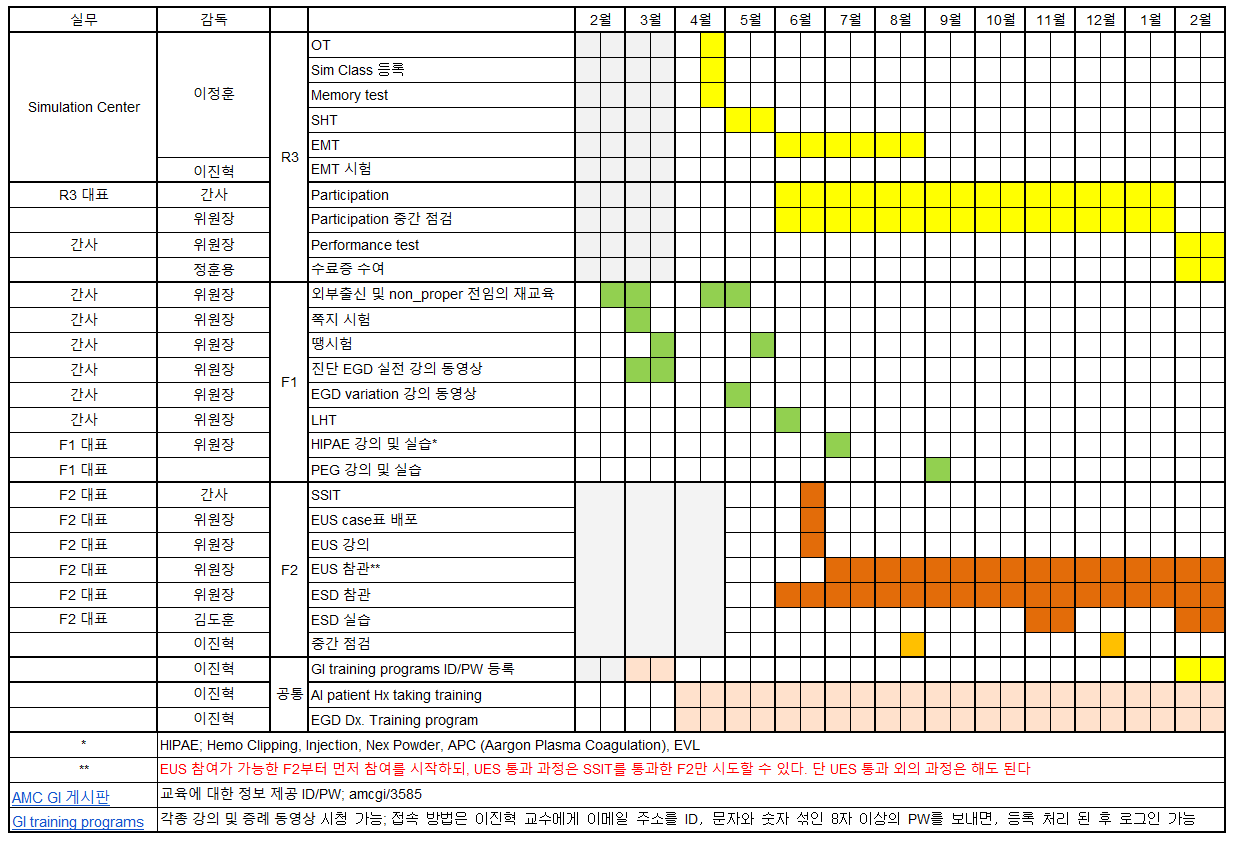 실무 감독 2월 3월 4월 5월 6월 7월 8월 9월 10월 11월 12월 1월 2월
OT
Sim Class 등록
이정훈
Memory test
Simulation Center
SHT
EMT
R3
이진혁 EMT 시험
R3 대표 간사 Participation
위원장 Participation 중간 점검
간사 위원장 Performance test
정훈용 수료증 수여
간사 위원장 외부출신 및 non_proper 전임의 재교육
간사 위원장 쪽지 시험
간사 위원장 땡시험
간사 위원장 진단 EGD 실전 강의 동영상
F1
간사 위원장 EGD variation 강의 동영상
간사 위원장 LHT
F1 대표 위원장 HIPAE 강의 및 실습*
F1 대표 PEG 강의 및 실습
F2 대표 간사 SSIT
F2 대표 위원장 EUS case표 배포
F2 대표 위원장 EUS 강의
F2 대표 위원장 F2 EUS 참관**
F2 대표 위원장 ESD 참관
F2 대표 김도훈 ESD 실습
이진혁 중간 점검
이진혁 GI training programs ID/PW 등록
이진혁 공통 AI patient Hx taking training
이진혁 EGD Dx. Training program
* HIPAE; Hemo Clipping, Injection, Nex Powder, APC (Aargon Plasma Coagulation), EVL
** EUS 참여가 가능한 F2부터 먼저 참여를 시작하되, UES 통과 과정은 SSIT를 통과한 F2만 시도할 수 있다. 단 UES 통과 외의 과정은 해도 된다
AMC GI 게시판 교육에 대한 정보 제공 ID/PW; amcgi/3585
GI training programs 각종 강의 및 증례 동영상 시청 가능; 접속 방법은 이진혁 교수에게 이메일 주소를 ID, 문자와 숫자 섞인 8자 이상의 PW를 보내면, 등록 처리 된 후 로그인 가능